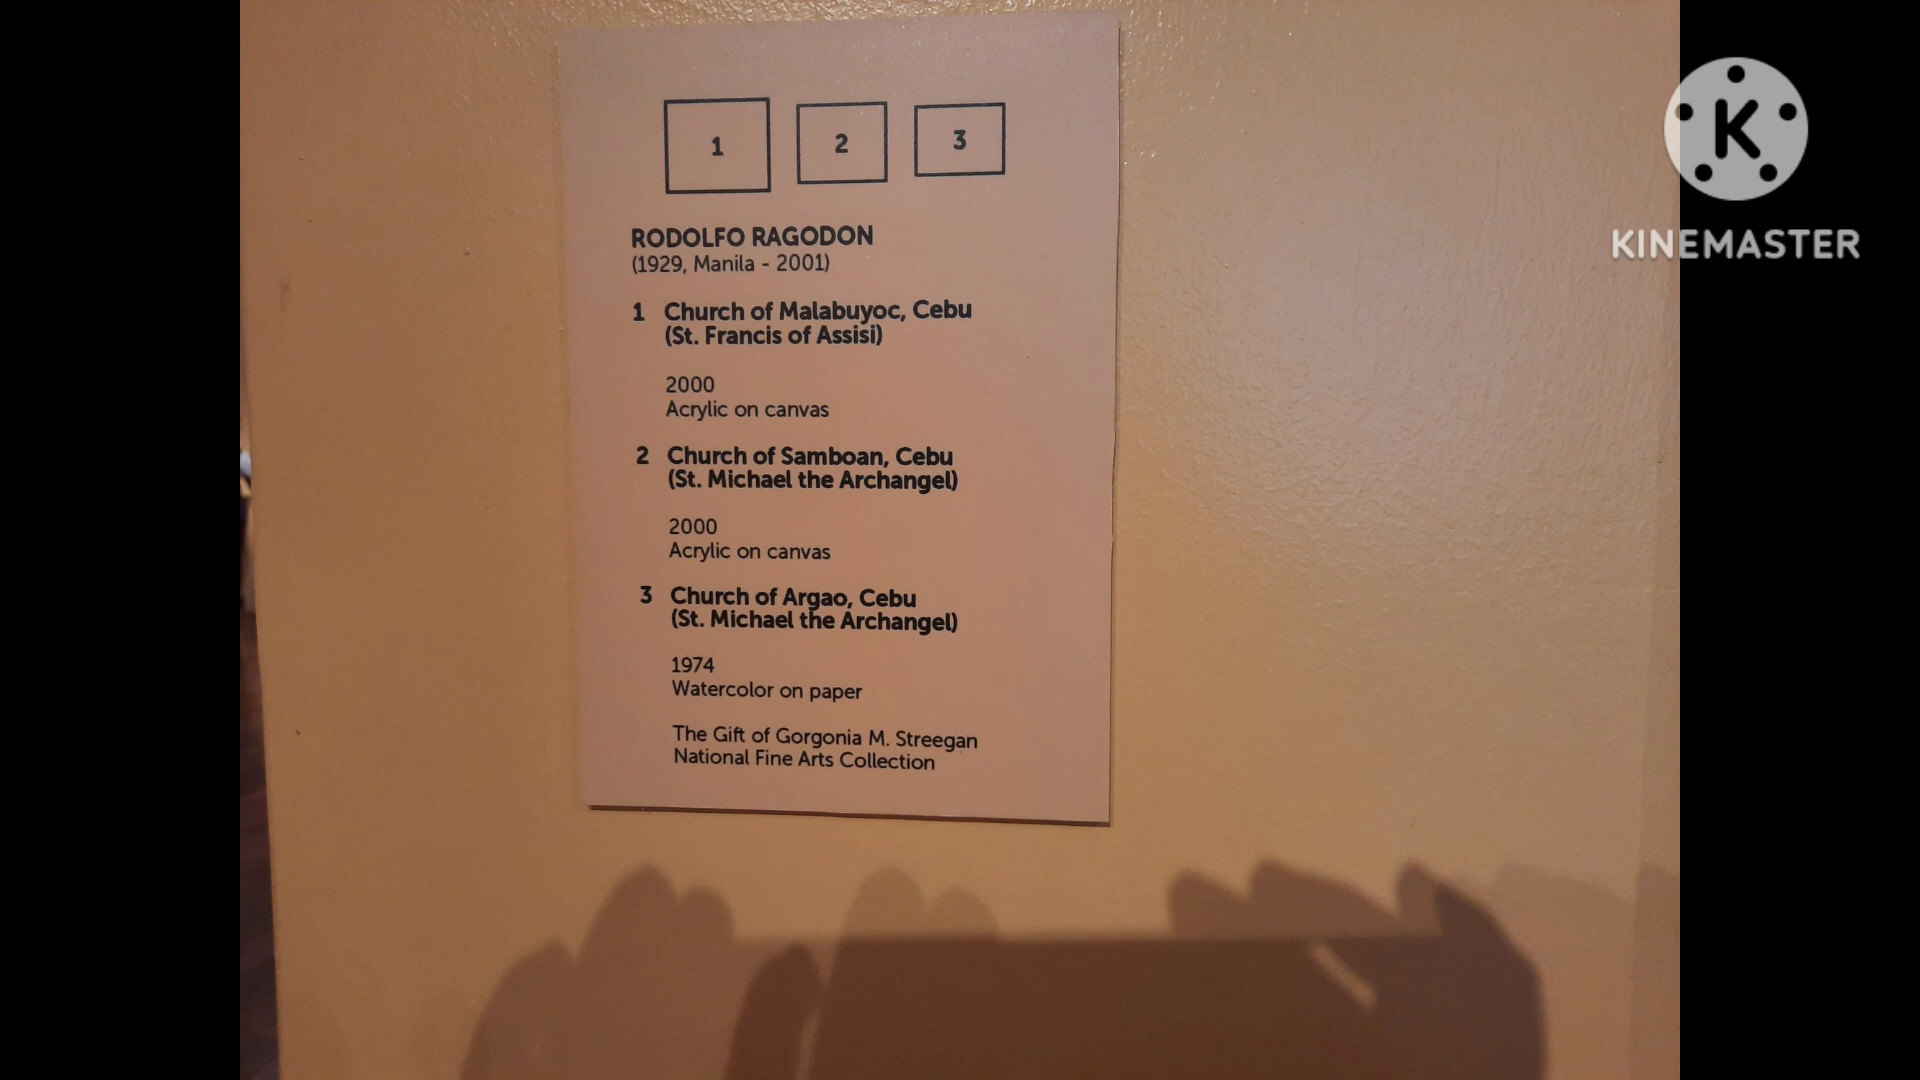 1 2 3
RODOLFO RAGODON
(1929, Manila - 2001)
1 Church of Malabuyoc, Cebu
(St. Francis of Assisi)
2000
Acrylic on canvas
2 Church of Samboan, Cebu
(St. Michael the Archangel)
2000
Acrylic on canvas
3 Church of Argao, Cebu
(St. Michael the Archangel)
1974
Watercolor on paper
The Gift of Gorgonia M. Streegan
National Fine Arts Collection
K
KINEMASTER